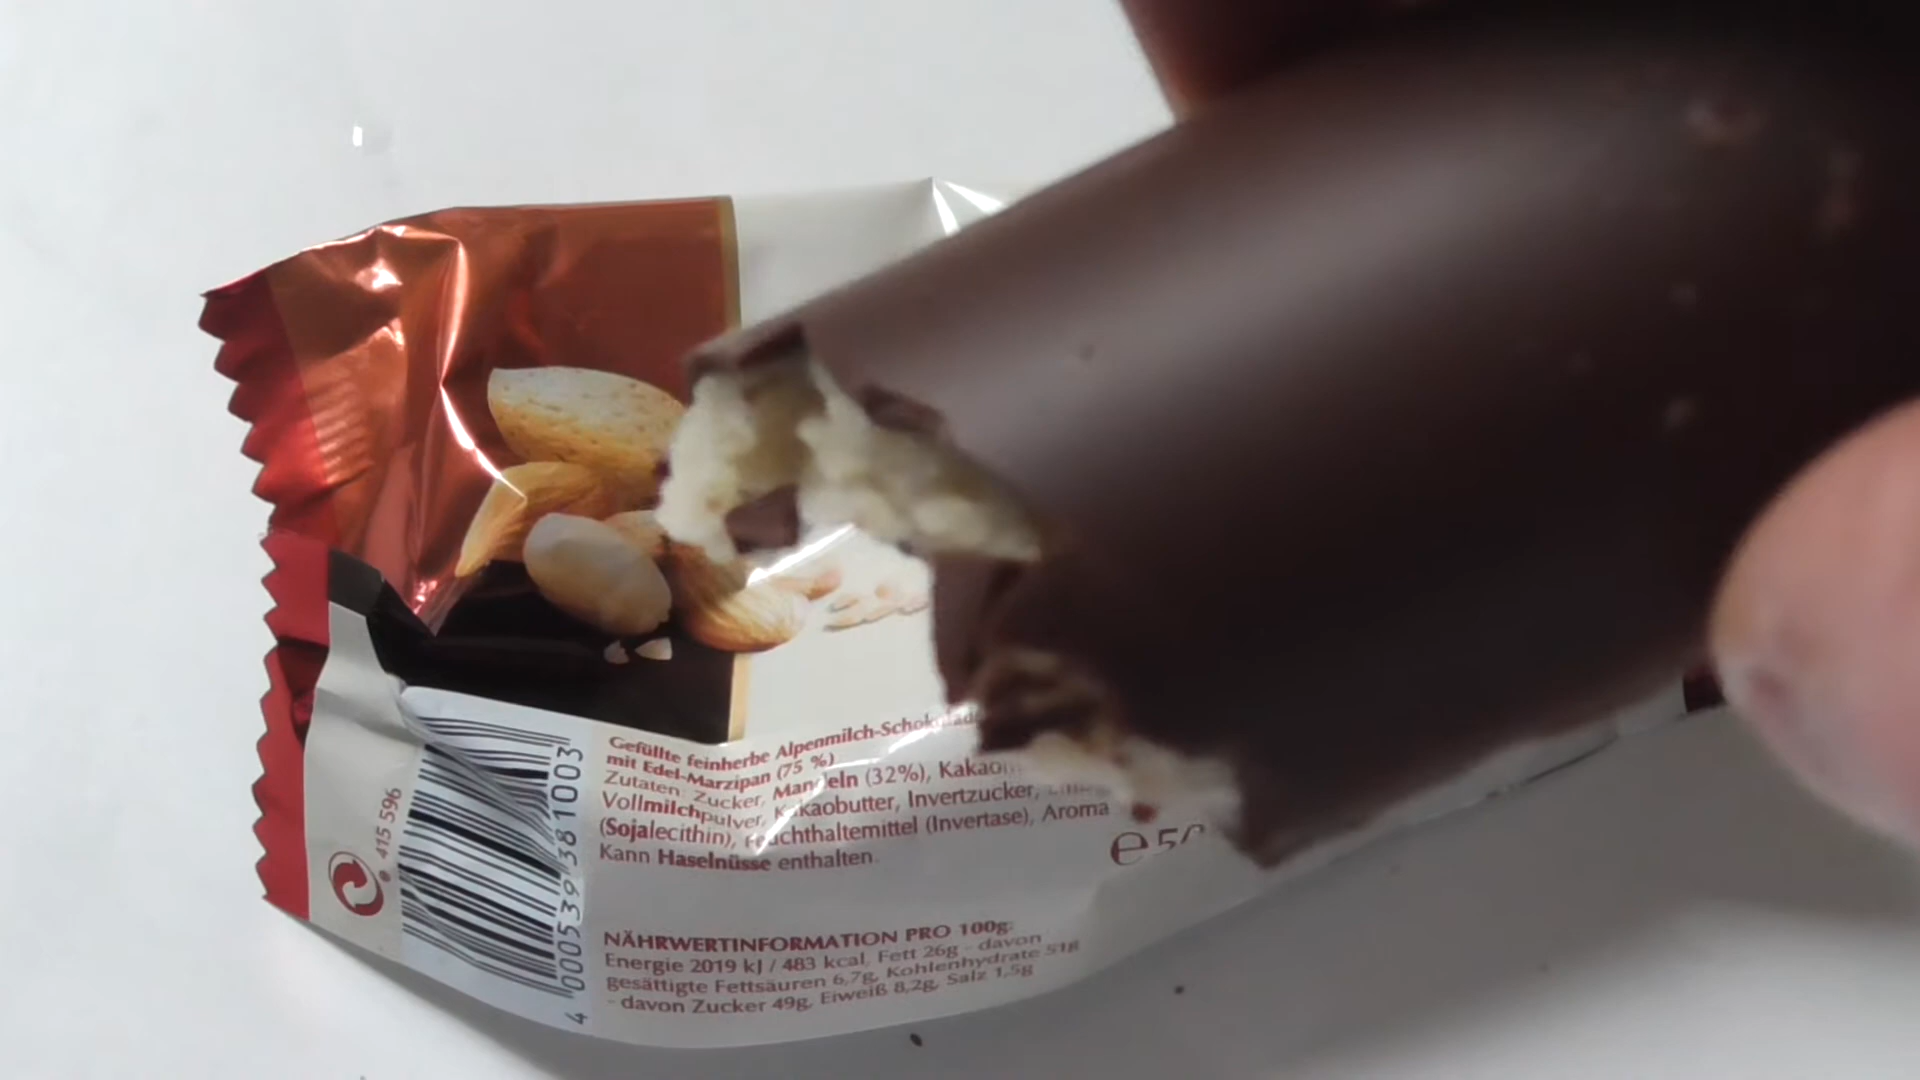 Gefüllte feinherbe Alpenmilch-Schokolade
mit Edel-Marzipan (75 %)
Zutaten: Zucker, Mandeln (32%), Kakao
Vollmilchpulver, Kakaobutter, Invertzucker,
(Sojalecithin), Feuchthaltemittel (Invertase), Aroma
Kann Haselnüsse enthalten.
℮ 50
NÄHRWERTINFORMATION PRO 100g:
Energie 2019 kJ / 483 kcal, Fett 26g - davon
gesättigte Fettsäuren 6,7g, Kohlenhydrate 51g
- davon Zucker 49g, Eiweiß 8,2g, Salz 1,5g
415 596
4 000539 381003